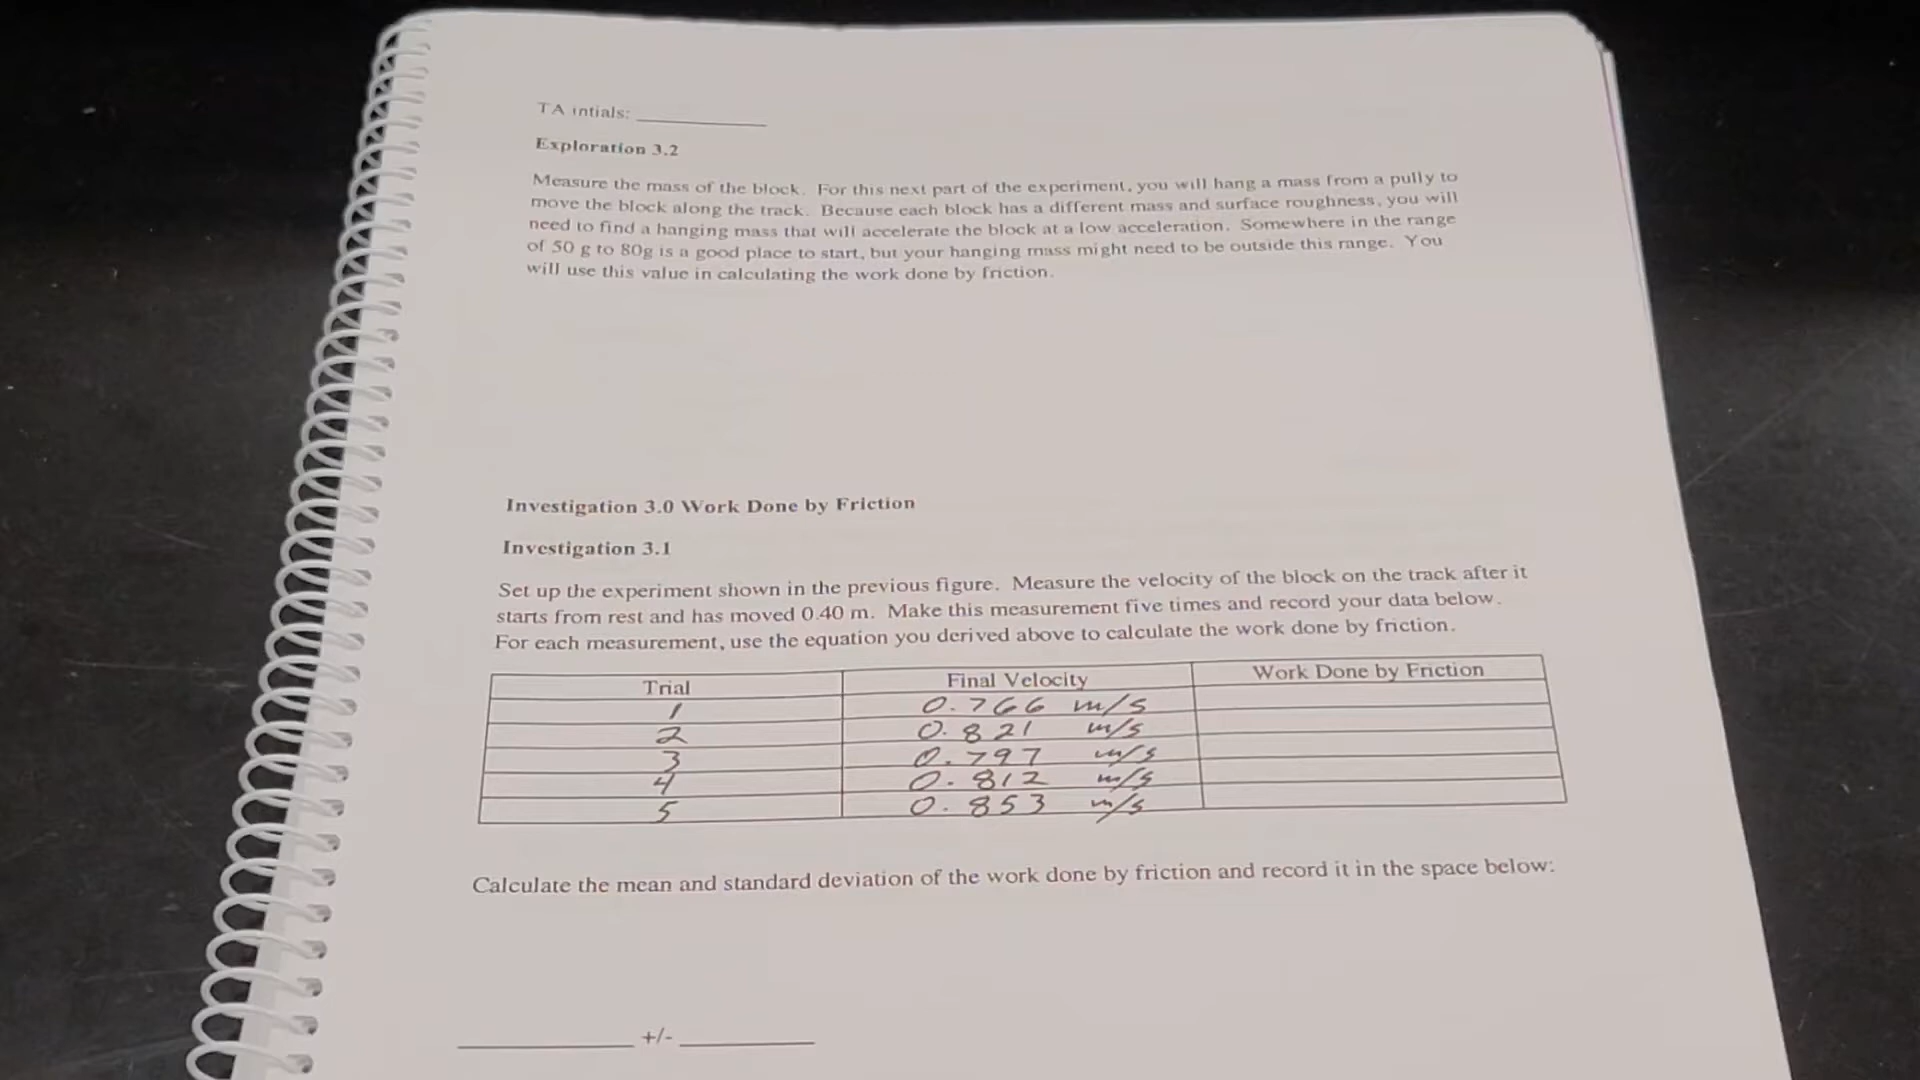 TA intials: ____________
Exploration 3.2
Measure the mass of the block. For this next part of the experiment, you will hang a mass from a pully to
move the block along the track. Because each block has a different mass and surface roughness, you will
need to find a hanging mass that will accelerate the block at a low acceleration. Somewhere in the range
of 50 g to 80g is a good place to start, but your hanging mass might need to be outside this range. You
will use this value in calculating the work done by friction.
Investigation 3.0 Work Done by Friction
Investigation 3.1
Set up the experiment shown in the previous figure. Measure the velocity of the block on the track after it
starts from rest and has moved 0.40 m. Make this measurement five times and record your data below.
For each measurement, use the equation you derived above to calculate the work done by friction.
Trial Final Velocity Work Done by Friction
1 0.766 m/s
2 0.821 m/s
3 0.797 m/s
4 0.812 m/s
5 0.853 m/s
Calculate the mean and standard deviation of the work done by friction and record it in the space below:
____________ +/- ____________